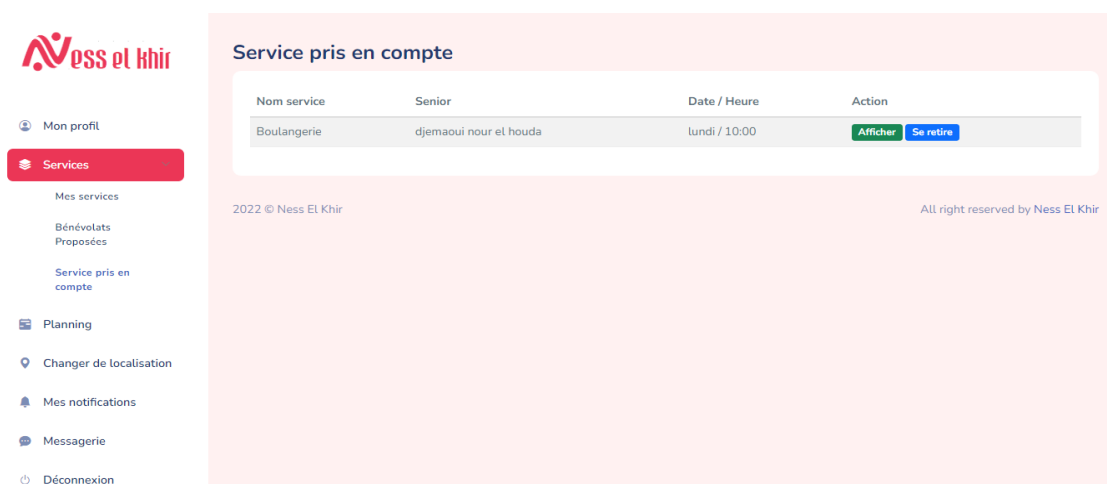 Ness el khir
Mon profil
Services
Mes services
Bénévolats
Proposées
Service pris en
compte
Planning
Changer de localisation
Mes notifications
Messagerie
Déconnexion
Service pris en compte
Nom service Senior Date / Heure Action
Boulangerie djemaoui nour el houda lundi / 10:00 Afficher Se retire
2022 © Ness El Khir All right reserved by Ness El Khir